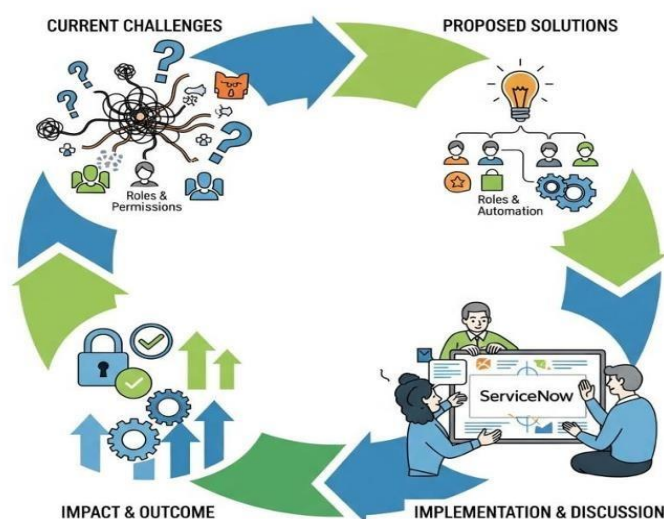 CURRENT CHALLENGES
PROPOSED SOLUTIONS
Roles &
Permissions
Roles &
Automation
ServiceNow
IMPACT & OUTCOME
IMPLEMENTATION & DISCUSSION